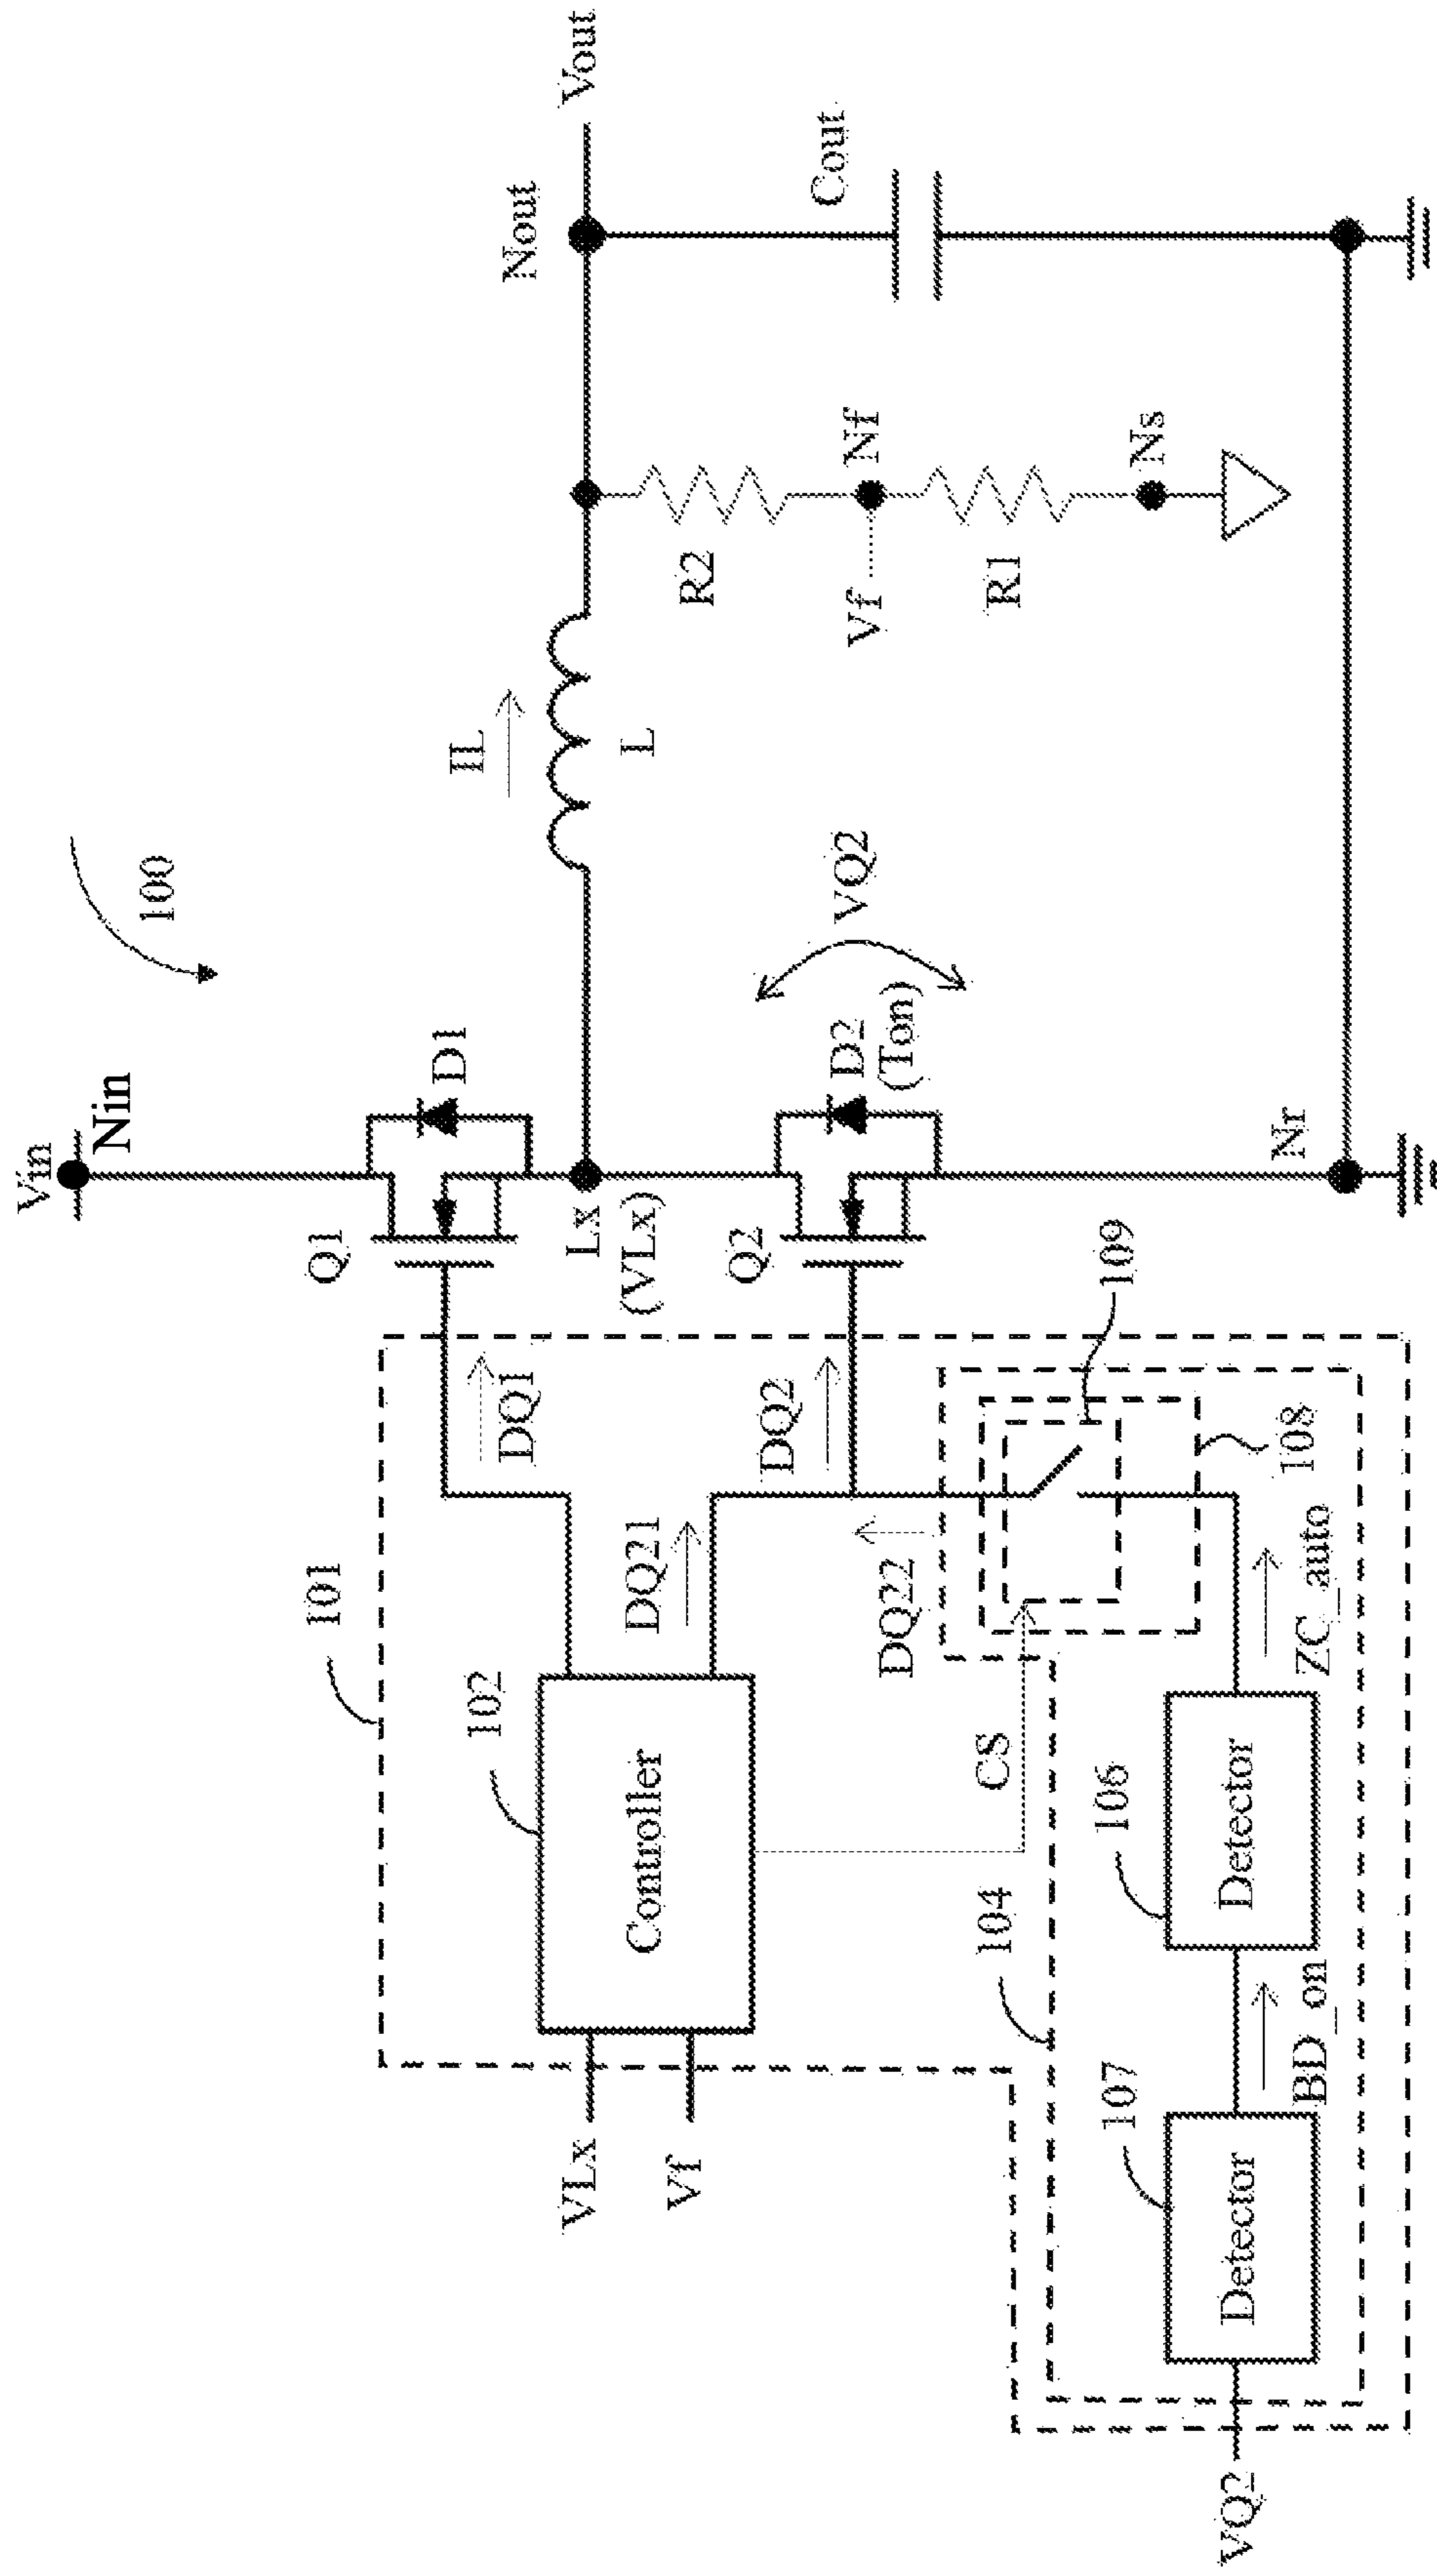 Vin
Nin
100
Q1
D1
Lx
(VLx)
IL
L
Nout
Vout
Q2
D2
(Ton)
VQ2
R2
Vf
Nf
R1
Ns
Cout
Nr
101
102
Controller
VLx
Vf
DQ1
DQ21
DQ2
DQ22
CS
109
108
104
107
Detector
106
Detector
VQ2
BD_on
ZC_auto